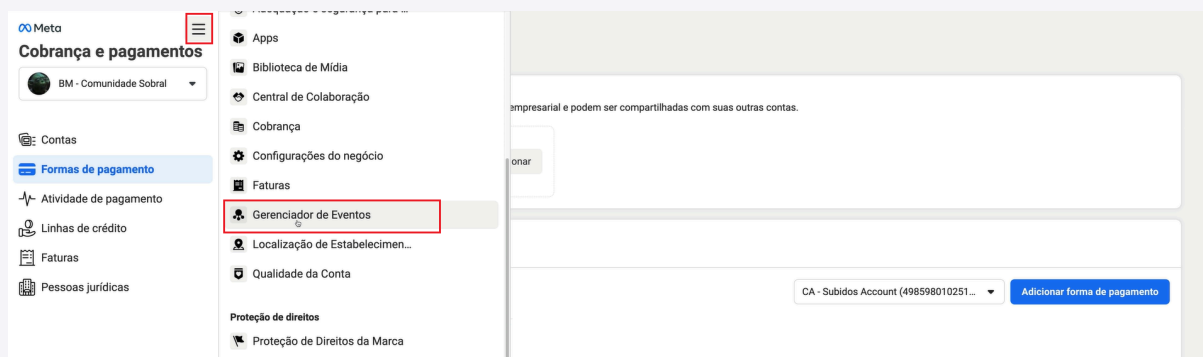 Meta
Cobrança e pagamentos
BM - Comunidade Sobral
Contas
Formas de pagamento
Atividade de pagamento
Linhas de crédito
Faturas
Pessoas jurídicas
Apps
Biblioteca de Mídia
Central de Colaboração
Cobrança
Configurações do negócio
Faturas
Gerenciador de Eventos
Localização de Estabelecimen...
Qualidade da Conta
Proteção de direitos
Proteção de Direitos da Marca
empresarial e podem ser compartilhadas com suas outras contas.
onar
CA - Subidos Account (498598010251...
Adicionar forma de pagamento